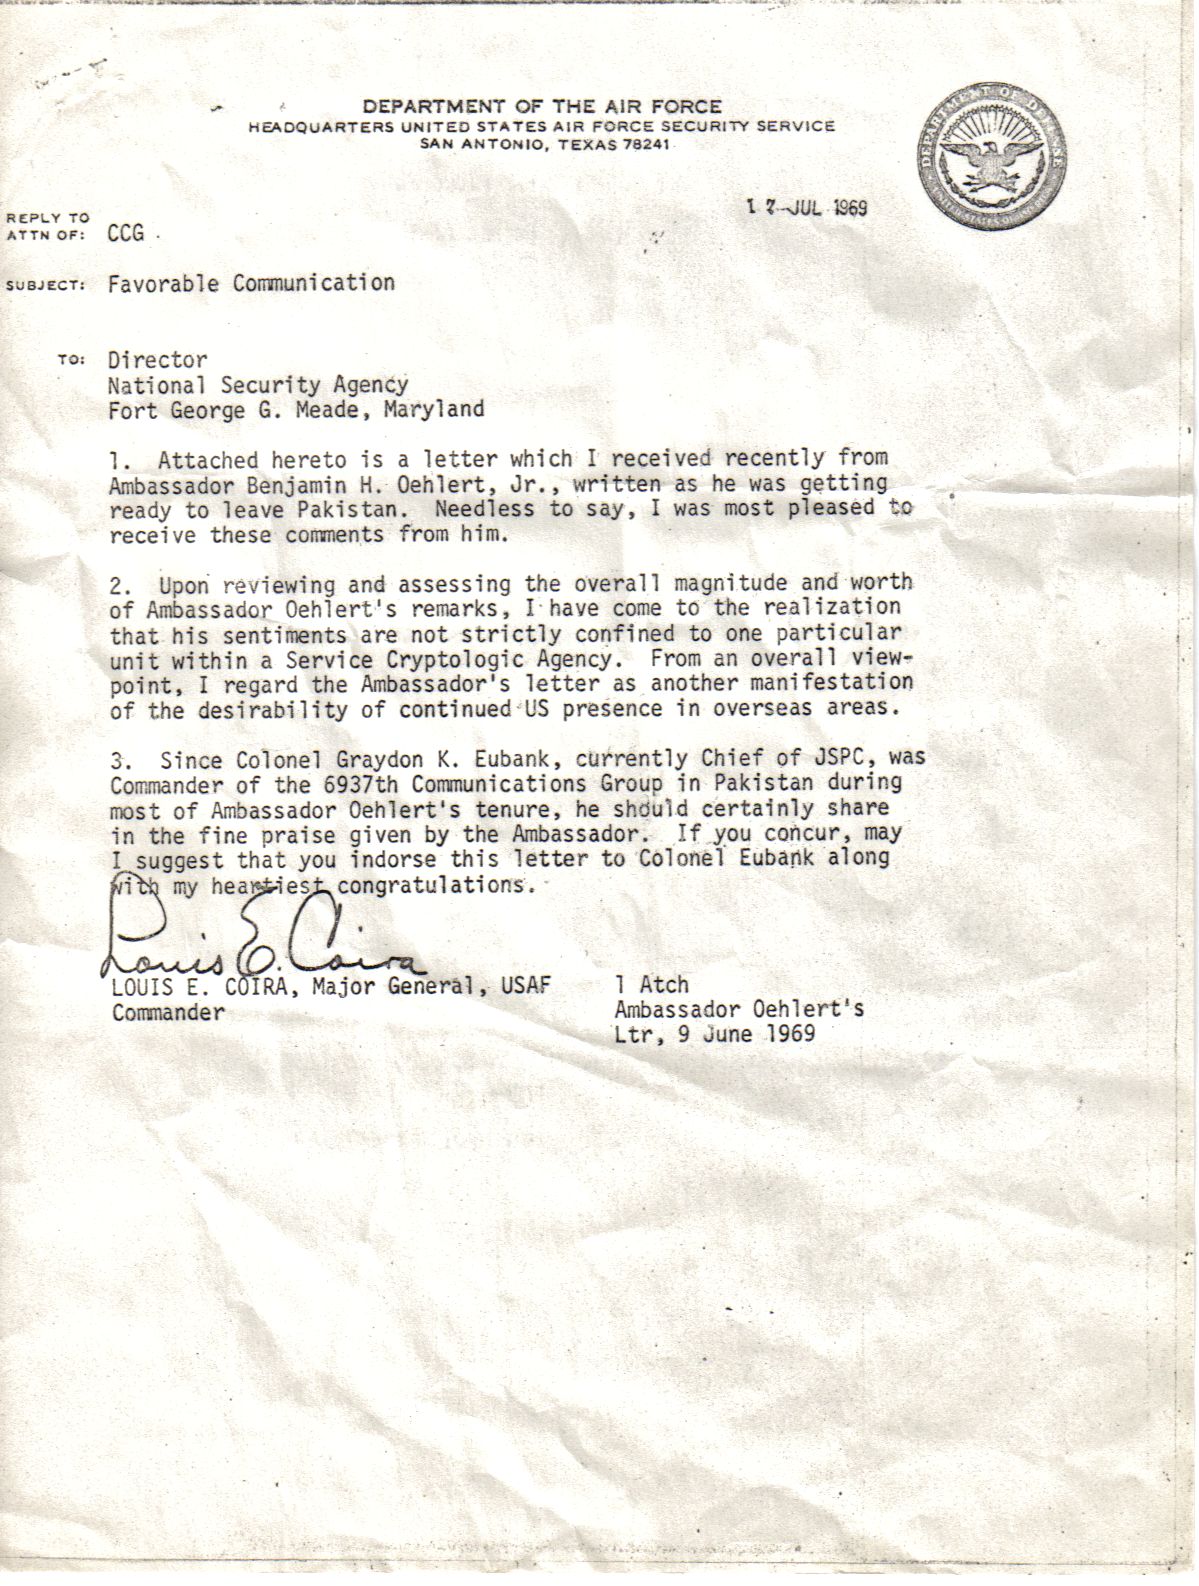 DEPARTMENT OF THE AIR FORCE
HEADQUARTERS UNITED STATES AIR FORCE SECURITY SERVICE
SAN ANTONIO, TEXAS 78241
DEPARTMENT OF DEFENSE
UNITED STATES OF AMERICA
17 JUL 1969
REPLY TO
ATTN OF: CCG
SUBJECT: Favorable Communication
TO: Director
National Security Agency
Fort George G. Meade, Maryland
1. Attached hereto is a letter which I received recently from
Ambassador Benjamin H. Oehlert, Jr., written as he was getting
ready to leave Pakistan. Needless to say, I was most pleased to
receive these comments from him.
2. Upon reviewing and assessing the overall magnitude and worth
of Ambassador Oehlert's remarks, I have come to the realization
that his sentiments are not strictly confined to one particular
unit within a Service Cryptologic Agency. From an overall view-
point, I regard the Ambassador's letter as another manifestation
of the desirability of continued US presence in overseas areas.
3. Since Colonel Graydon K. Eubank, currently Chief of JSPC, was
Commander of the 6937th Communications Group in Pakistan during
most of Ambassador Oehlert's tenure, he should certainly share
in the fine praise given by the Ambassador. If you concur, may
I suggest that you indorse this letter to Colonel Eubank along
with my heartiest congratulations.
Louis E. Coira
LOUIS E. COIRA, Major General, USAF
Commander
1 Atch
Ambassador Oehlert's
Ltr, 9 June 1969